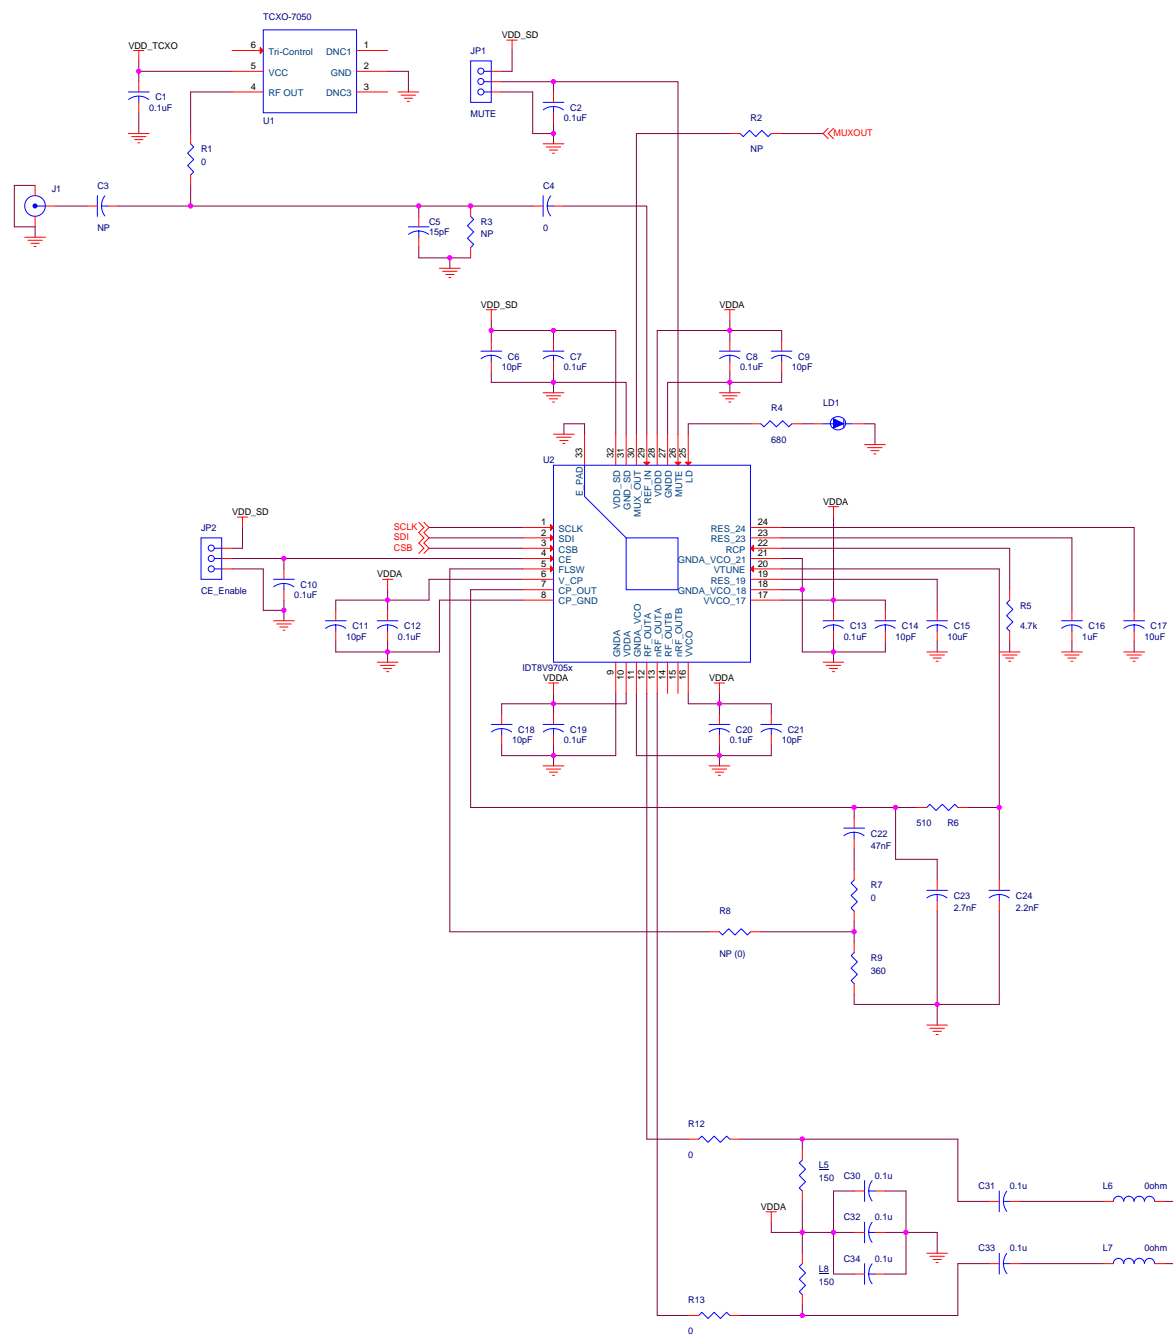 TCXO-7050
VDD_TCXO
6
Tri-Control
DNC1
1
5
VCC
GND
2
4
RF OUT
DNC3
3
U1
C1
0.1uF
VDD_SD
JP1
MUTE
C2
0.1uF
R2
NP
MUXOUT
R1
0
J1
C3
NP
C4
0
C5
15pF
R3
NP
VDD_SD
VDDA
C6
10pF
C7
0.1uF
C8
0.1uF
C9
10pF
R4
680
LD1
U2
33
32
31
30
29
28
27
26
25
E_PAD
VDD_SD
GND_SD
MUX_OUT
REF_IN
VDDD
GNDD
MUTE
LD
VDD_SD
JP2
CE_Enable
C10
0.1uF
SCLK
SDI
CSB
1
SCLK
2
SDI
3
CSB
4
CE
5
FLSW
6
V_CP
7
CP_OUT
8
CP_GND
RES_24
24
RES_23
23
RCP
22
GNDA_VCO_21
21
VTUNE
20
RES_19
19
GNDA_VCO_18
18
VVCO_17
17
VDDA
VDDA
C11
10pF
C12
0.1uF
C13
0.1uF
C14
10pF
C15
10uF
R5
4.7k
C16
1uF
C17
10uF
GNDA
VDDA
GNDA_VCO
RF_OUTA
nRF_OUTA
RF_OUTB
nRF_OUTB
VVCO
IDT8V9705x
9
10
11
12
13
14
15
16
VDDA
VDDA
C18
10pF
C19
0.1uF
C20
0.1uF
C21
10pF
510
R6
C22
47nF
R7
0
C23
2.7nF
C24
2.2nF
R8
NP (0)
R9
360
R12
0
L5
150
C30
0.1u
C31
0.1u
L6
0ohm
VDDA
C32
0.1u
C34
0.1u
C33
0.1u
L7
0ohm
L8
150
R13
0